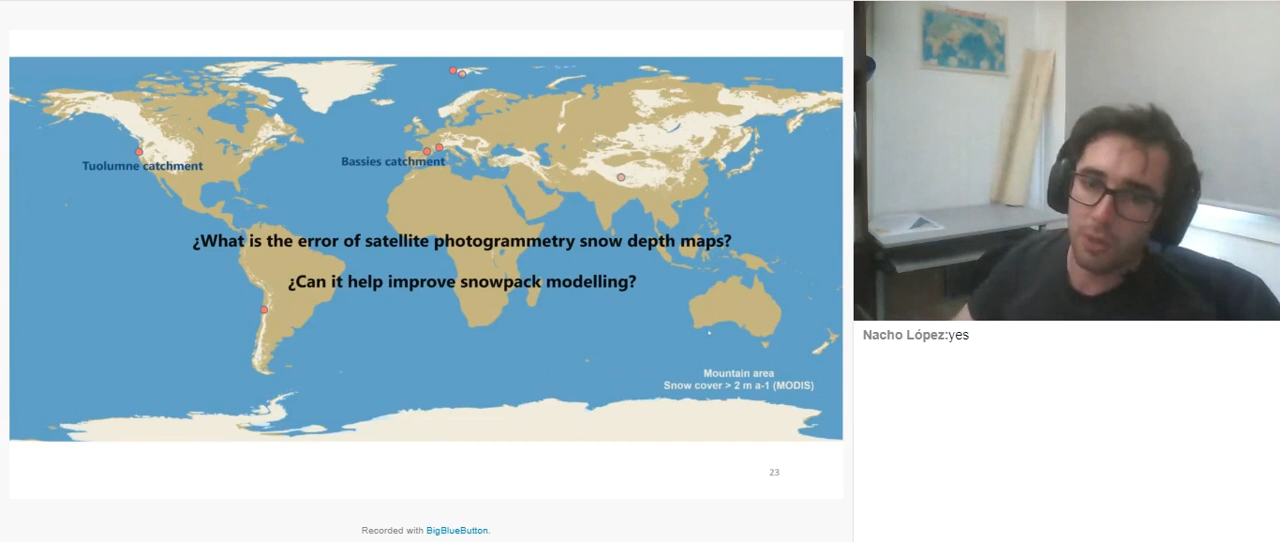 Tuolumne catchment
Bassies catchment
¿What is the error of satellite photogrammetry snow depth maps?
¿Can it help improve snowpack modelling?
Mountain area
Snow cover > 2 m a-1 (MODIS)
23
Recorded with BigBlueButton.
Nacho López:yes